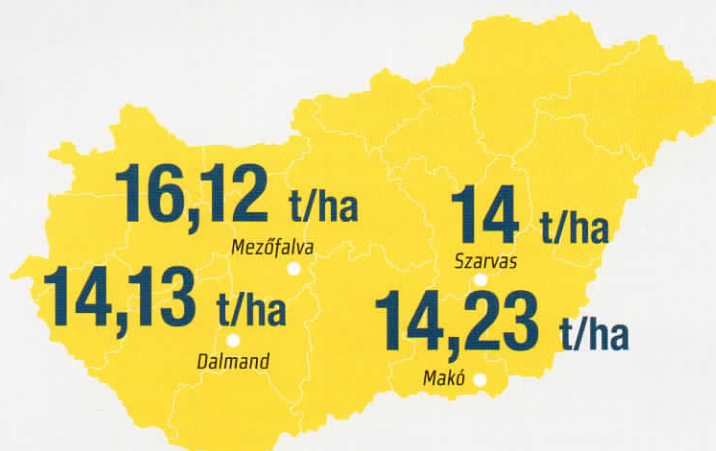 16,12 t/ha
Mezőfalva
14 t/ha
Szarvas
14,13 t/ha
Dalmand
14,23 t/ha
Makó